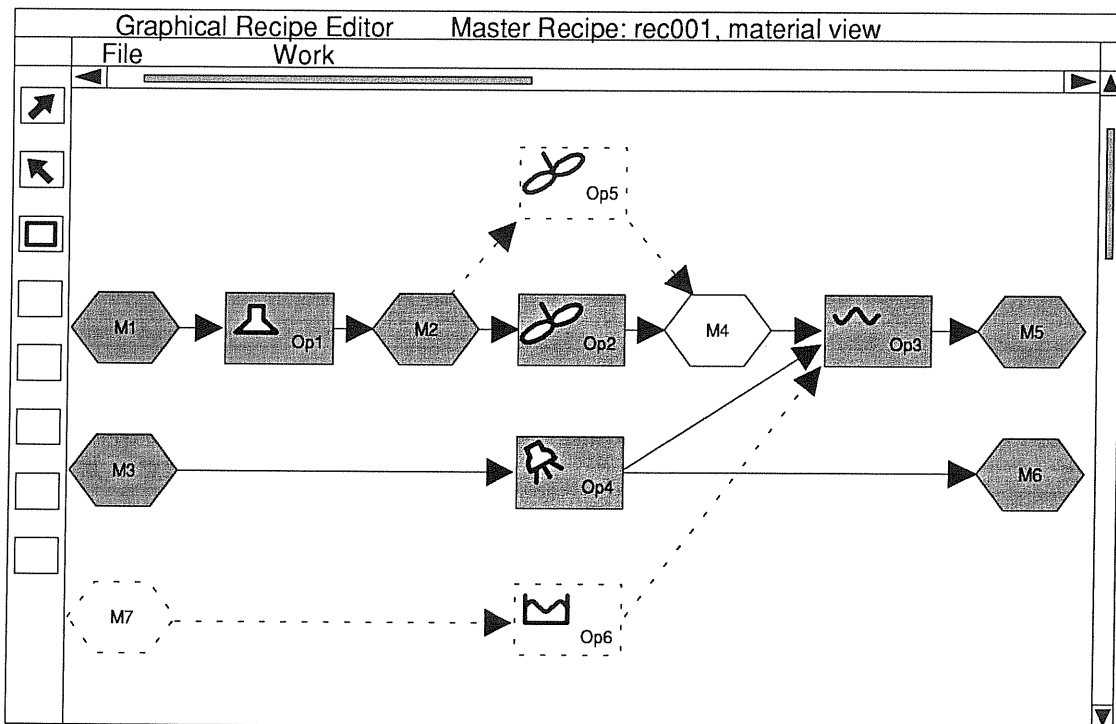 Graphical Recipe Editor Master Recipe: rec001, material view
File Work
Op5
M1 Op1 M2 Op2 M4 Op3 M5
M3 Op4 M6
M7 Op6